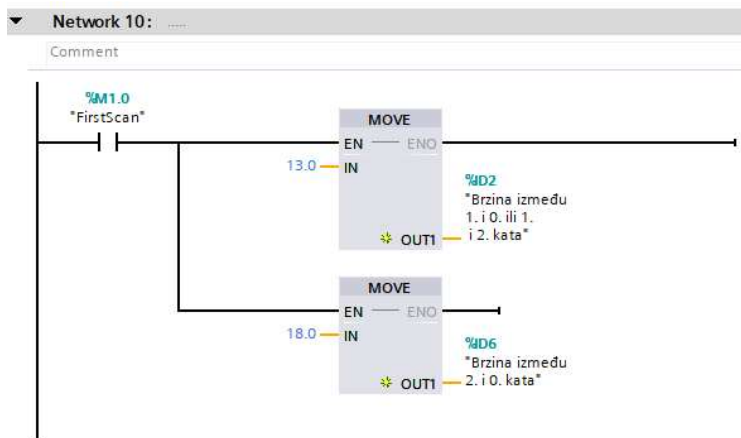 Network 10: .....
Comment
%M1.0
"FirstScan"
MOVE
EN ENO
13.0 IN
%ID2
"Brzina između
1. i 0. ili 1.
i 2. kata"
OUT1
MOVE
EN ENO
18.0 IN
%ID6
"Brzina između
2. i 0. kata"
OUT1